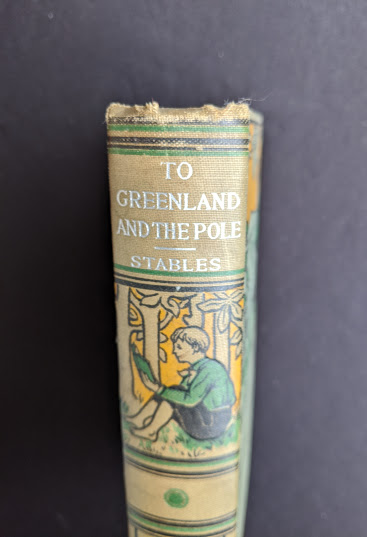 TO
GREENLAND
AND THE POLE
STABLES